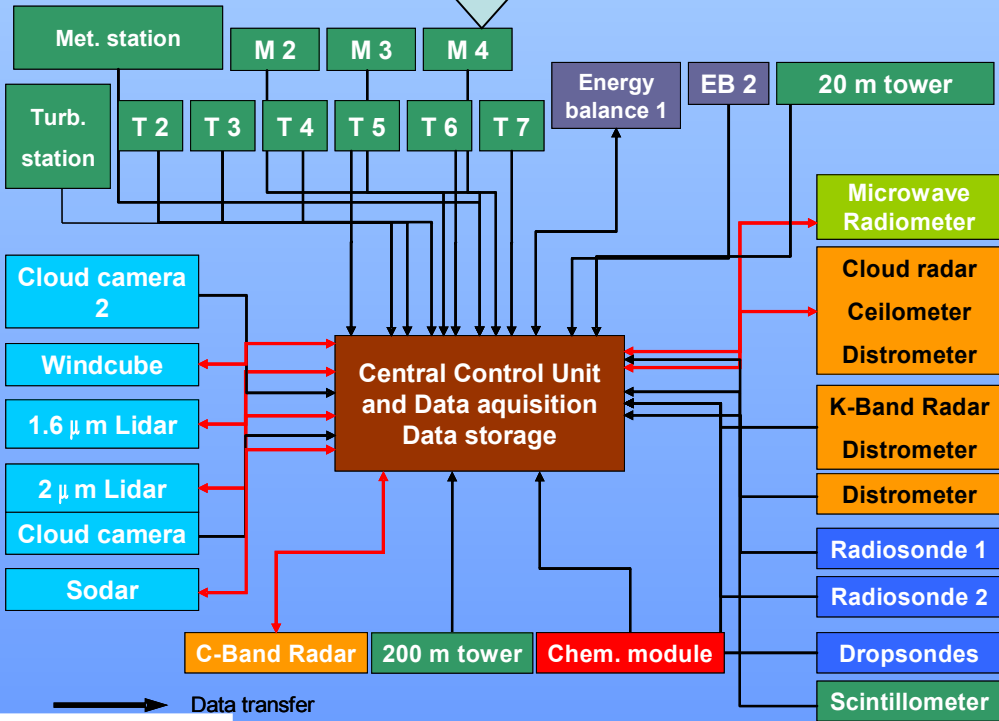 Met. station
M 2
M 3
M 4
Energy
balance 1
EB 2
20 m tower
Turb.
station
T 2
T 3
T 4
T 5
T 6
T 7
Microwave
Radiometer
Cloud radar
Ceilometer
Distrometer
Cloud camera
2
Windcube
1.6 μm Lidar
2 μm Lidar
Cloud camera
Sodar
Central Control Unit
and Data aquisition
Data storage
K-Band Radar
Distrometer
Distrometer
Radiosonde 1
Radiosonde 2
Dropsondes
Scintillometer
C-Band Radar
200 m tower
Chem. module
Data transfer